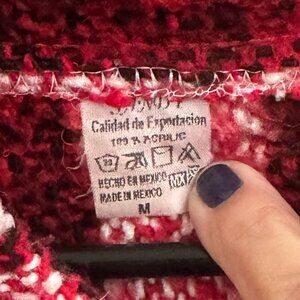 Calidad de Exportacion
100 % ACRILIC
HECHO EN MEXICO
MADE IN MEXICO
M